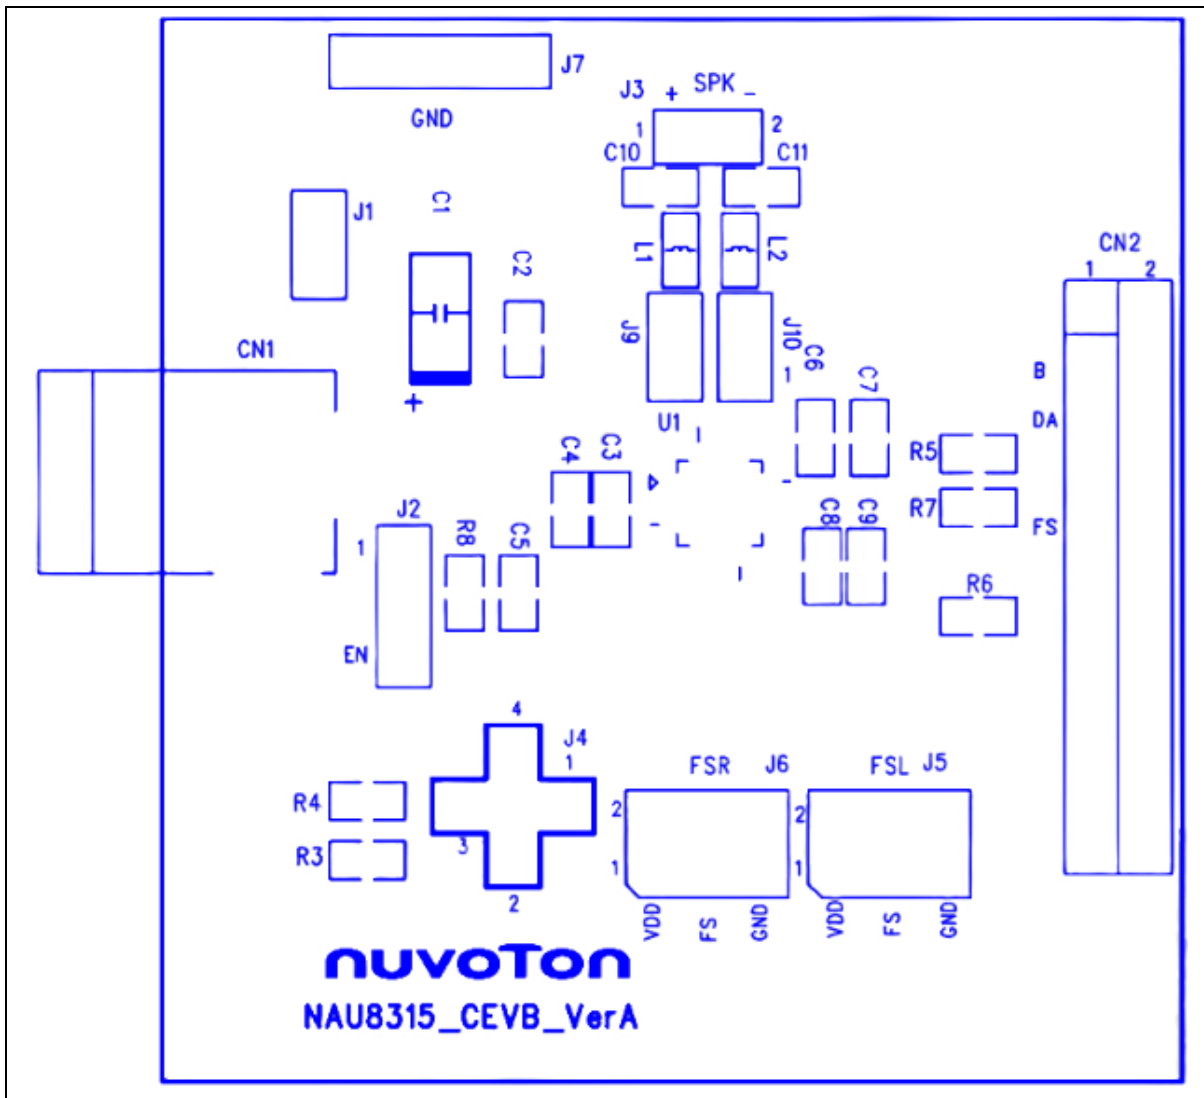 J7
GND
J3 + SPK -
1 2
C10 C11
J1
C1
L1 L2
C2
CN2
1 2
CN1
J9 J10
1
C6 C7
+
B
DA
U1
R5
C4 C3
R7
J2
C8 C9
FS
1
R8 C5
R6
EN
4
J4
1
FSR J6 FSL J5
R4
2 2
3
R3
1 1
2
VDD FS GND VDD FS GND
nuvoTon
NAU8315_CEVB_VerA